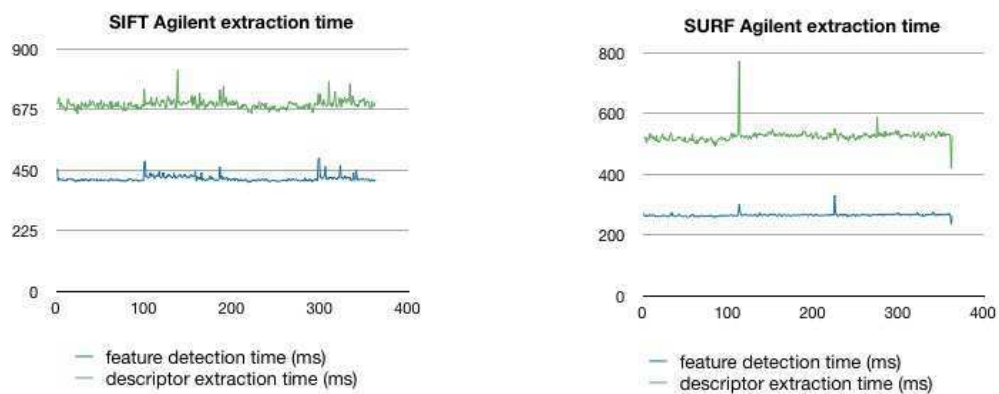 SIFT Agilent extraction time
900
675
450
225
0
0 100 200 300 400
feature detection time (ms)
descriptor extraction time (ms)
SURF Agilent extraction time
800
600
400
200
0
0 100 200 300 400
feature detection time (ms)
descriptor extraction time (ms)